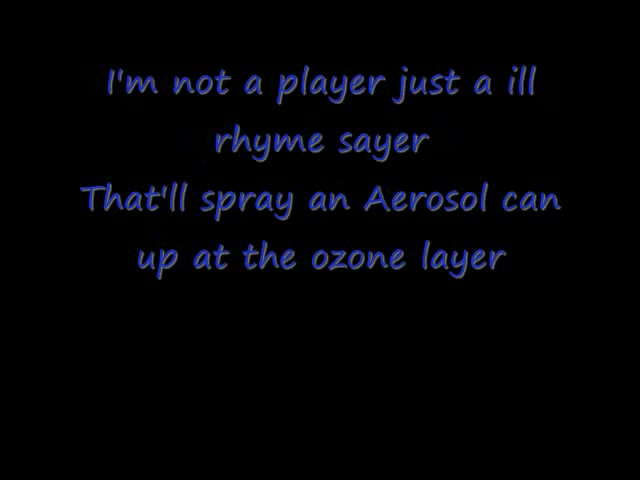 I'm not a player just a ill
rhyme sayer
That'll spray an Aerosol can
up at the ozone layer